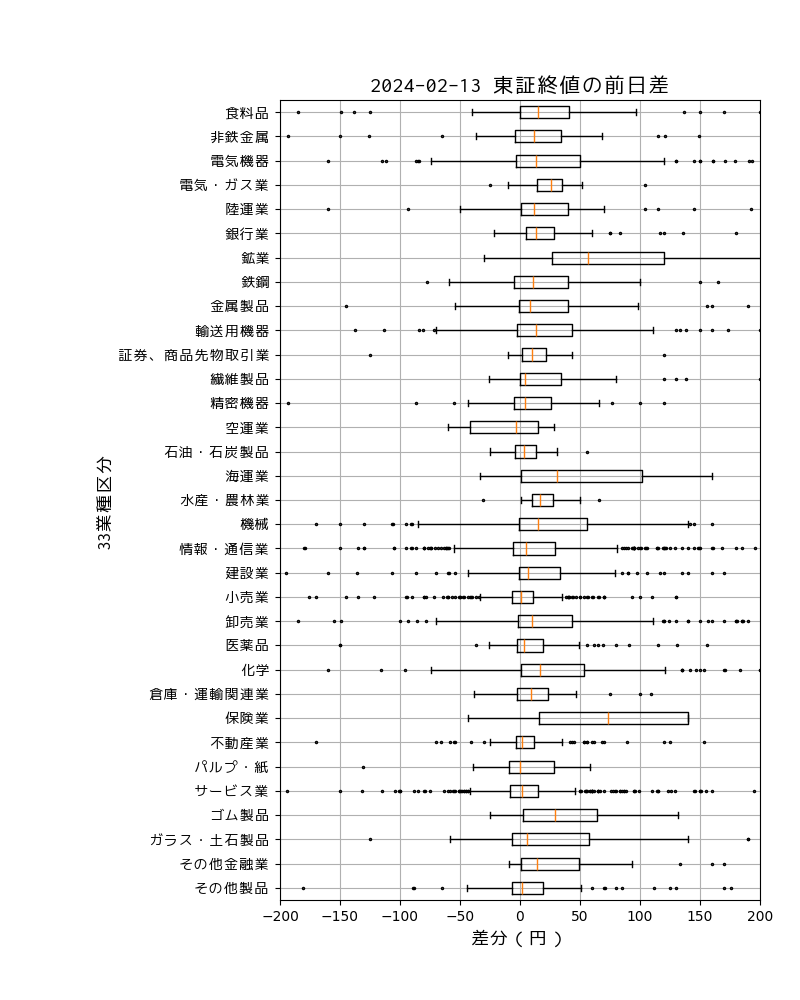 2024-02-13 東証終値の前日差
食料品
非鉄金属
電気機器
電気・ガス業
陸運業
銀行業
鉱業
鉄鋼
金属製品
輸送用機器
証券、商品先物取引業
繊維製品
精密機器
空運業
石油・石炭製品
海運業
水産・農林業
機械
情報・通信業
建設業
小売業
卸売業
医薬品
化学
倉庫・運輸関連業
保険業
不動産業
パルプ・紙
サービス業
ゴム製品
ガラス・土石製品
その他金融業
その他製品
33業種区分
−200 −150 −100 −50 0 50 100 150 200
差分（円）